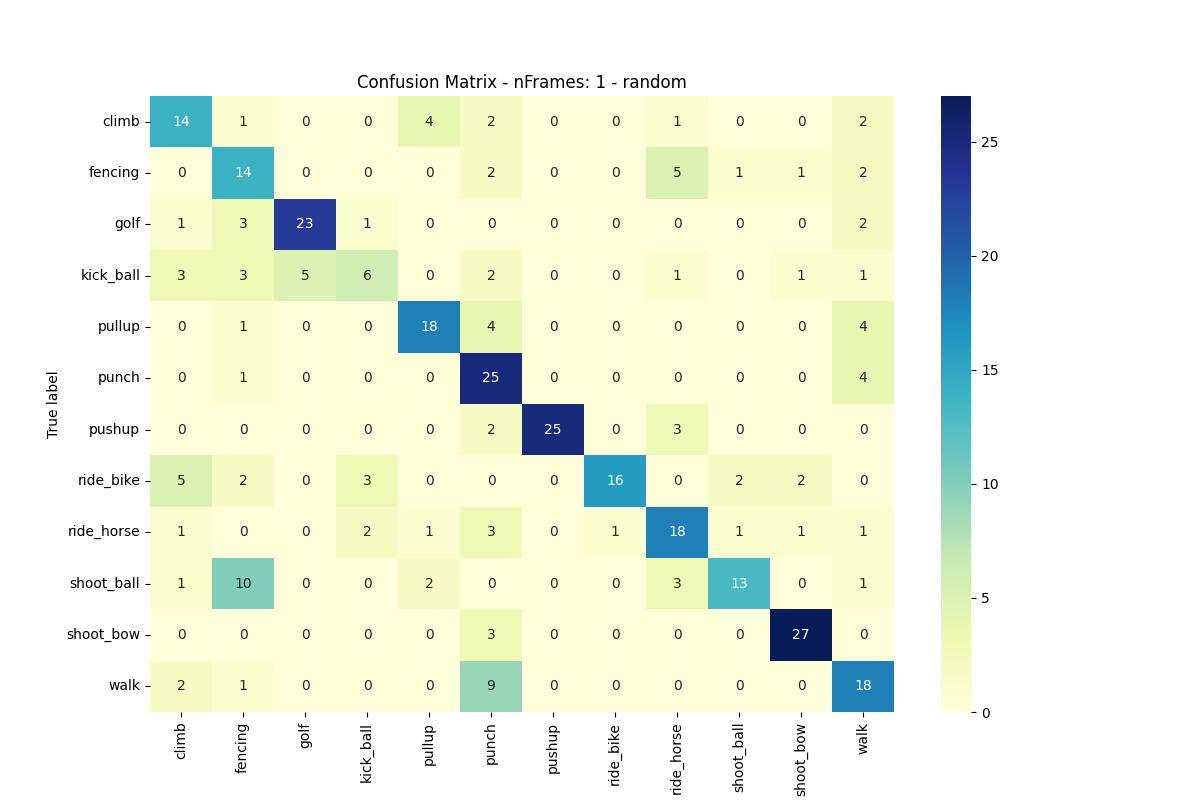 Confusion Matrix - nFrames: 1 - random
climb 14 1 0 0 4 2 0 0 1 0 0 2
fencing 0 14 0 0 0 2 0 0 5 1 1 2
golf 1 3 23 1 0 0 0 0 0 0 0 2
kick_ball 3 3 5 6 0 2 0 0 1 0 1 1
pullup 0 1 0 0 18 4 0 0 0 0 0 4
punch 0 1 0 0 0 25 0 0 0 0 0 4
pushup 0 0 0 0 0 2 25 0 3 0 0 0
ride_bike 5 2 0 3 0 0 0 16 0 2 2 0
ride_horse 1 0 0 2 1 3 0 1 18 1 1 1
shoot_ball 1 10 0 0 2 0 0 0 3 13 0 1
shoot_bow 0 0 0 0 0 3 0 0 0 0 27 0
walk 2 1 0 0 0 9 0 0 0 0 0 18
True label
climb fencing golf kick_ball pullup punch pushup ride_bike ride_horse shoot_ball shoot_bow walk
25
20
15
10
5
0